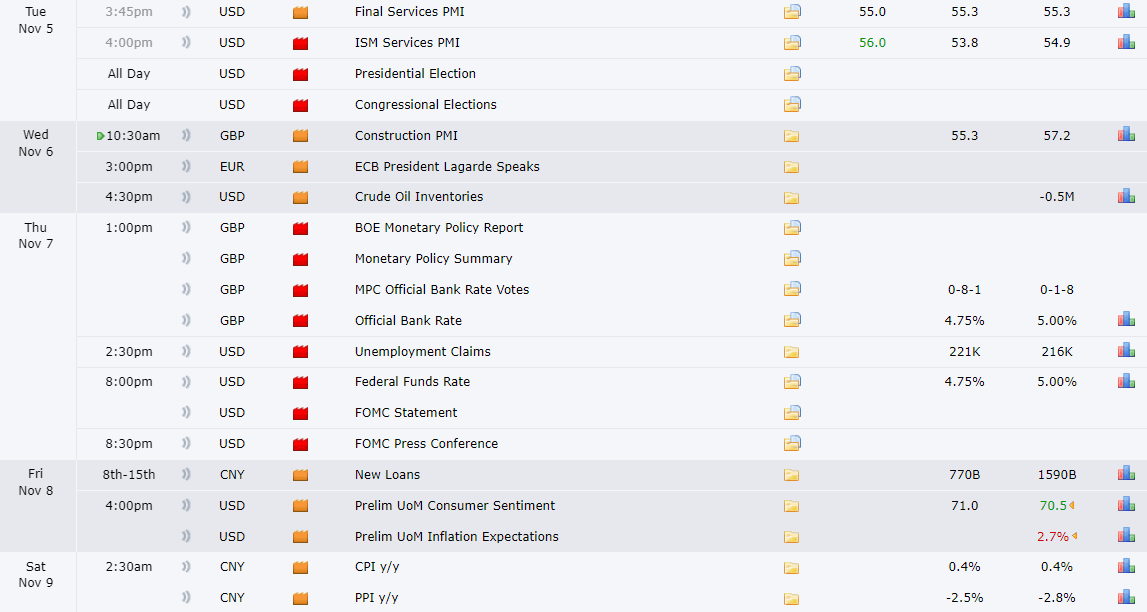 Tue Nov 5 3:45pm USD Final Services PMI 55.0 55.3 55.3
4:00pm USD ISM Services PMI 56.0 53.8 54.9
All Day USD Presidential Election
All Day USD Congressional Elections
Wed Nov 6 10:30am GBP Construction PMI 55.3 57.2
3:00pm EUR ECB President Lagarde Speaks
4:30pm USD Crude Oil Inventories -0.5M
Thu Nov 7 1:00pm GBP BOE Monetary Policy Report
GBP Monetary Policy Summary
GBP MPC Official Bank Rate Votes 0-8-1 0-1-8
GBP Official Bank Rate 4.75% 5.00%
2:30pm USD Unemployment Claims 221K 216K
8:00pm USD Federal Funds Rate 4.75% 5.00%
USD FOMC Statement
8:30pm USD FOMC Press Conference
Fri Nov 8 8th-15th CNY New Loans 770B 1590B
4:00pm USD Prelim UoM Consumer Sentiment 71.0 70.5
USD Prelim UoM Inflation Expectations 2.7%
Sat Nov 9 2:30am CNY CPI y/y 0.4% 0.4%
CNY PPI y/y -2.5% -2.8%